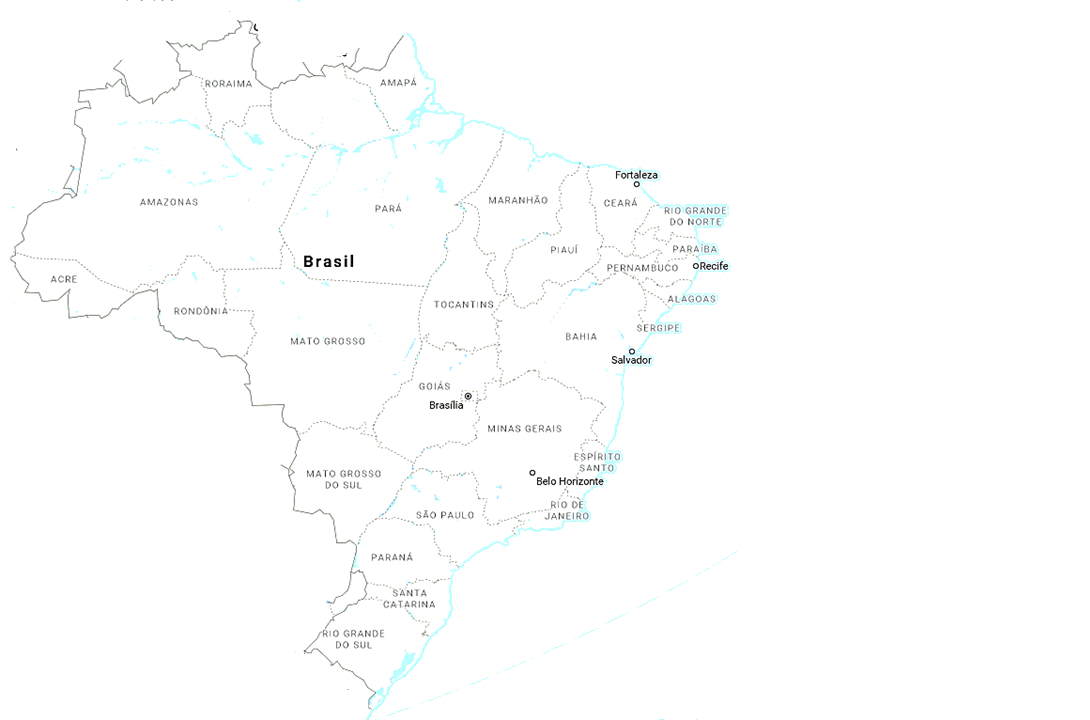 RORAIMA
AMAPÁ
Fortaleza
AMAZONAS
PARÁ
MARANHÃO
CEARÁ
RIO GRANDE
DO NORTE
PIAUÍ
PARAÍBA
Brasil
PERNAMBUCO
Recife
ACRE
RONDÔNIA
TOCANTINS
ALAGOAS
MATO GROSSO
BAHIA
SERGIPE
Salvador
GOIÁS
Brasília
MINAS GERAIS
ESPÍRITO
SANTO
MATO GROSSO
DO SUL
Belo Horizonte
SÃO PAULO
RIO DE
JANEIRO
PARANÁ
SANTA
CATARINA
RIO GRANDE
DO SUL